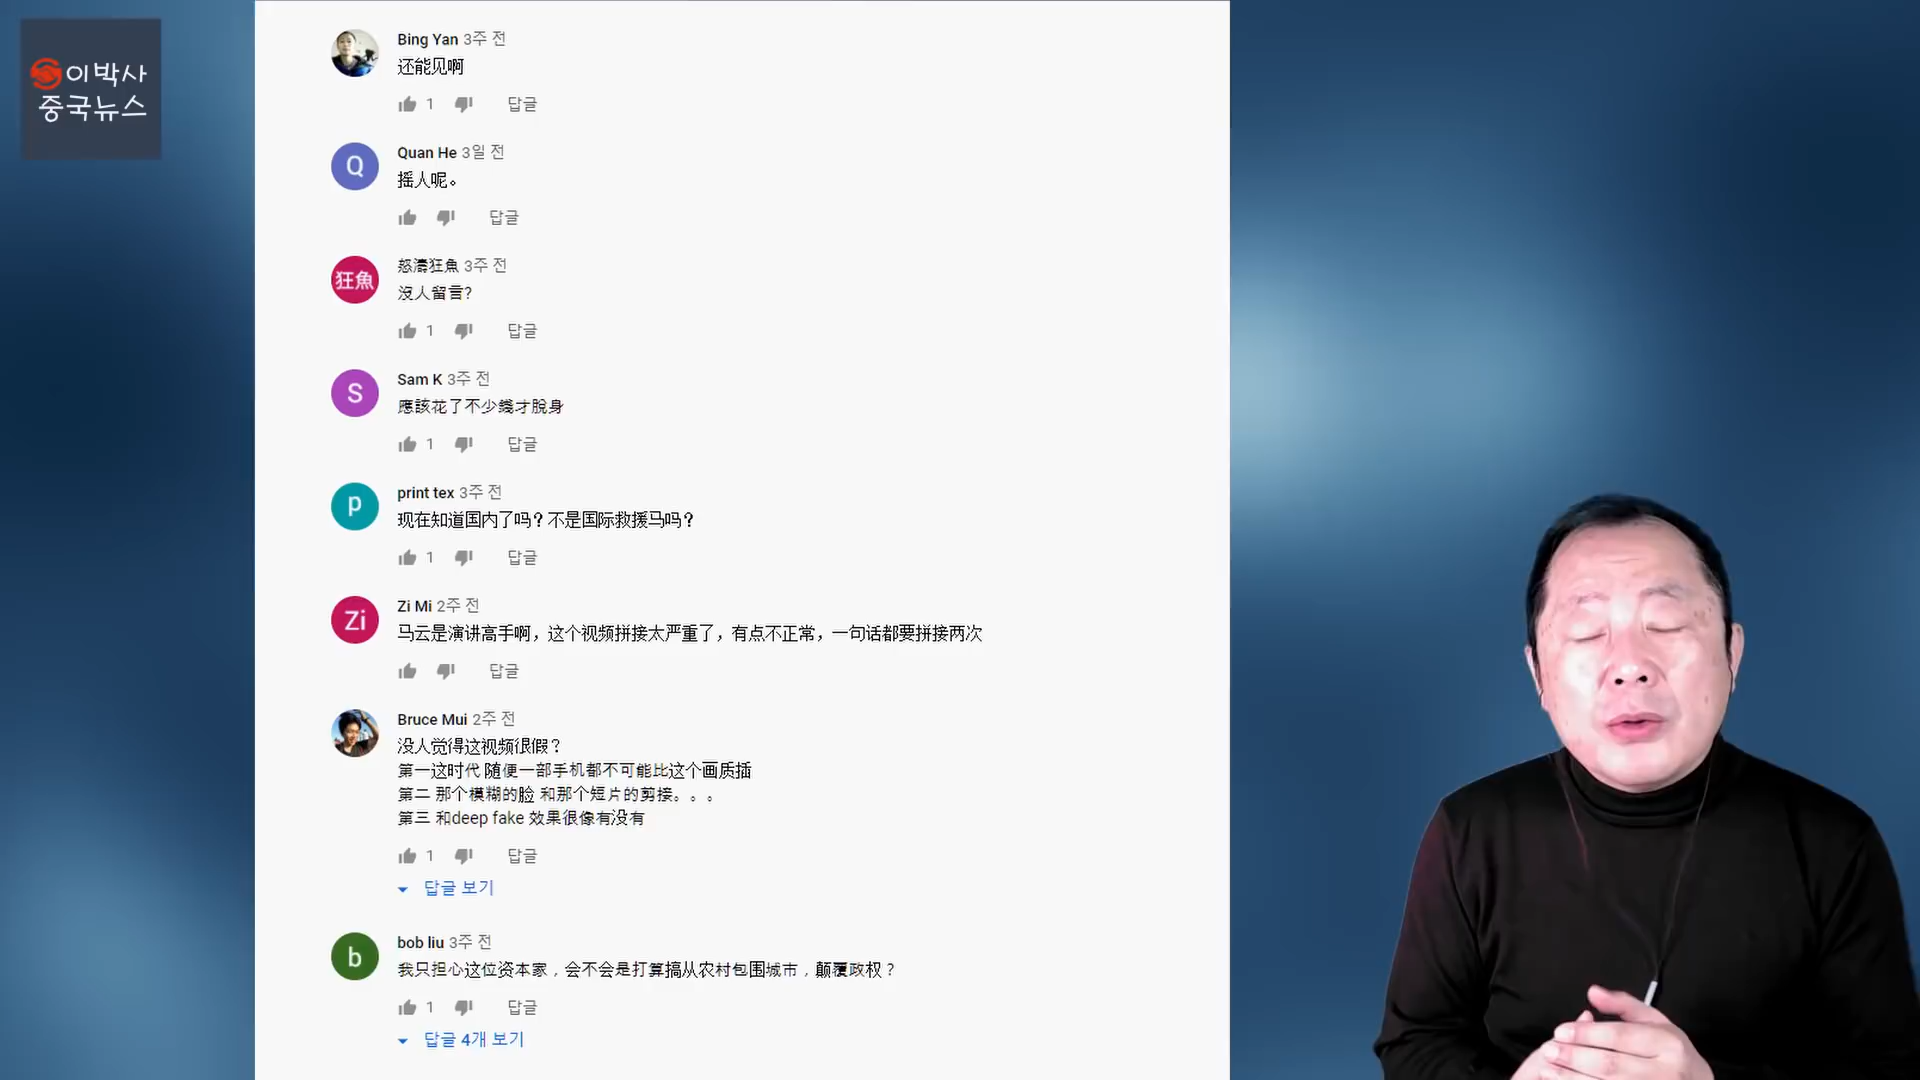 이박사
중국뉴스
Bing Yan 3주 전
还能见啊
1 답글
Q
Quan He 3일 전
摇人呢。
답글
狂魚
怒濤狂魚 3주 전
沒人留言?
1 답글
S
Sam K 3주 전
應該花了不少錢才脫身
1 답글
p
print tex 3주 전
现在知道国内了吗？不是国际救援马吗？
1 답글
Zi
Zi Mi 2주 전
马云是演讲高手啊，这个视频拼接太严重了，有点不正常，一句话都要拼接两次
답글
Bruce Mui 2주 전
没人觉得这视频很假？
第一这时代 随便一部手机都不可能比这个画质插
第二 那个模糊的脸 和那个短片的剪接。。。
第三 和deep fake 效果很像有没有
1 답글
답글 보기
b
bob liu 3주 전
我只担心这位资本家，会不会是打算搞从农村包围城市，颠覆政权？
1 답글
답글 4개 보기